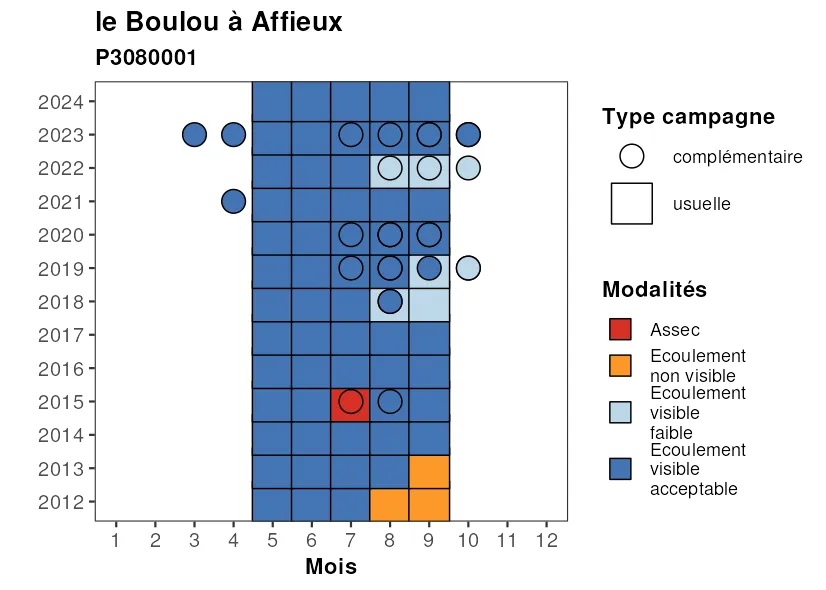 le Boulou à Affieux
P3080001
2024
2023
2022
2021
2020
2019
2018
2017
2016
2015
2014
2013
2012
1 2 3 4 5 6 7 8 9 10 11 12
Mois
Type campagne
complémentaire
usuelle
Modalités
Assec
Ecoulement
non visible
Ecoulement
visible
faible
Ecoulement
visible
acceptable